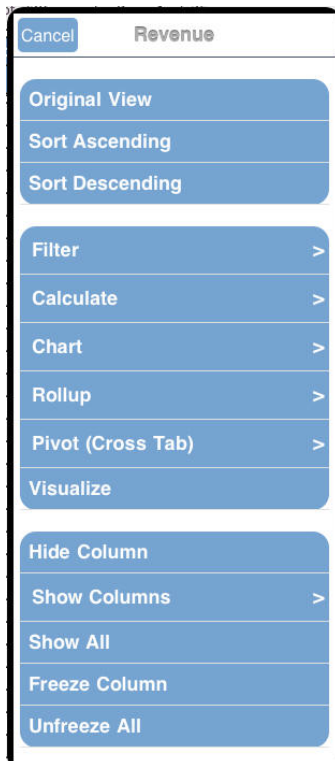 Cancel Revenue
Original View
Sort Ascending
Sort Descending
Filter >
Calculate >
Chart >
Rollup >
Pivot (Cross Tab) >
Visualize
Hide Column
Show Columns >
Show All
Freeze Column
Unfreeze All